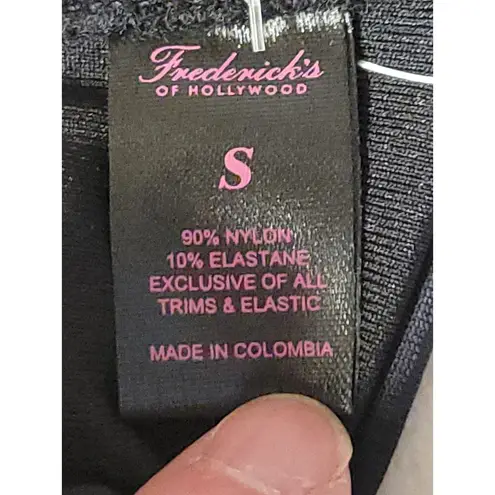 Frederick's
OF HOLLYWOOD
S
90% NYLON
10% ELASTANE
EXCLUSIVE OF ALL
TRIMS & ELASTIC
MADE IN COLOMBIA